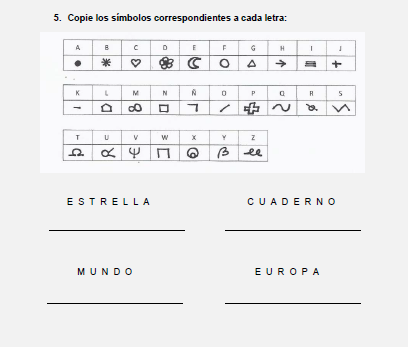 5. Copie los símbolos correspondientes a cada letra:
A B C D E F G H I J
K L M N Ñ O P Q R S
T U V W X Y Z
E S T R E L L A C U A D E R N O
M U N D O E U R O P A